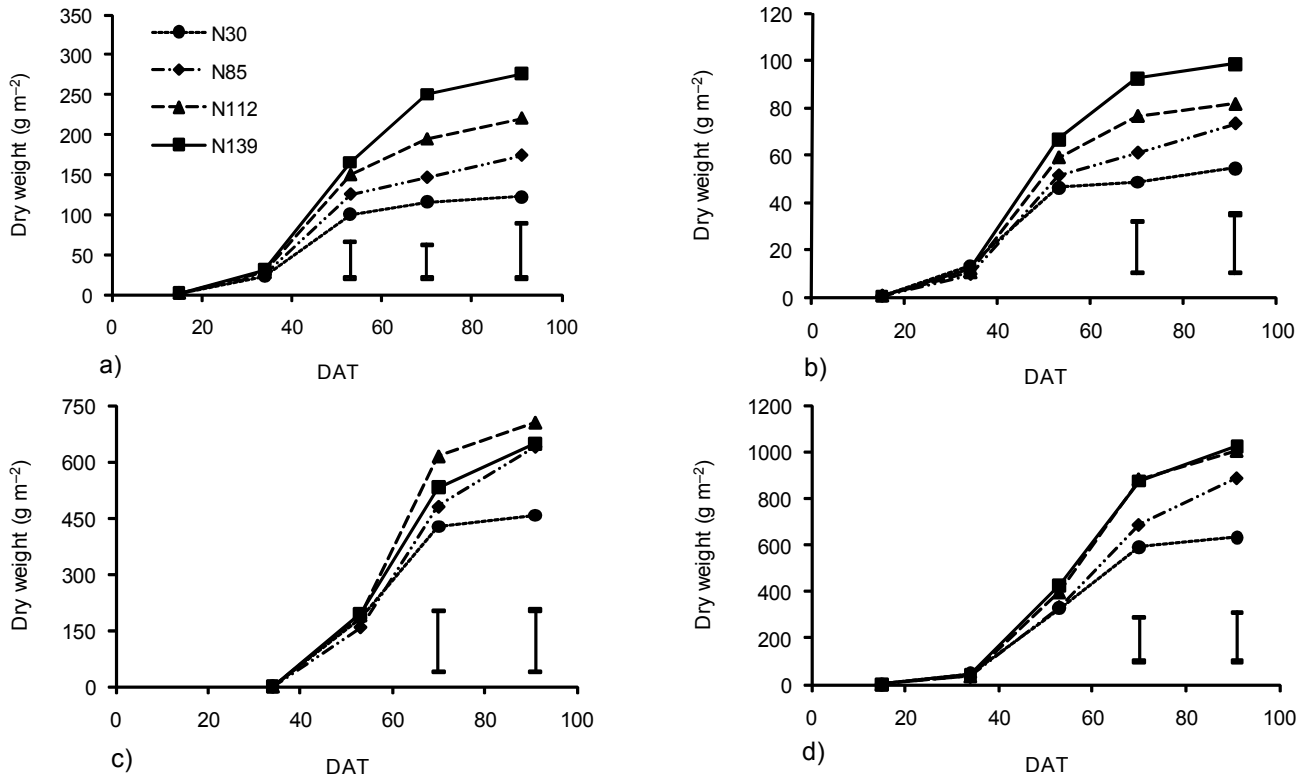 350
300
250
200
150
100
50
0
Dry weight (g m–2)
N30
N85
N112
N139
0 20 40 60 80 100
a)
DAT
120
100
80
60
40
20
0
Dry weight (g m–2)
0 20 40 60 80 100
b)
DAT
750
600
450
300
150
0
Dry weight (g m–2)
0 20 40 60 80 100
c)
DAT
1200
1000
800
600
400
200
0
Dry weight (g m–2)
0 20 40 60 80 100
d)
DAT